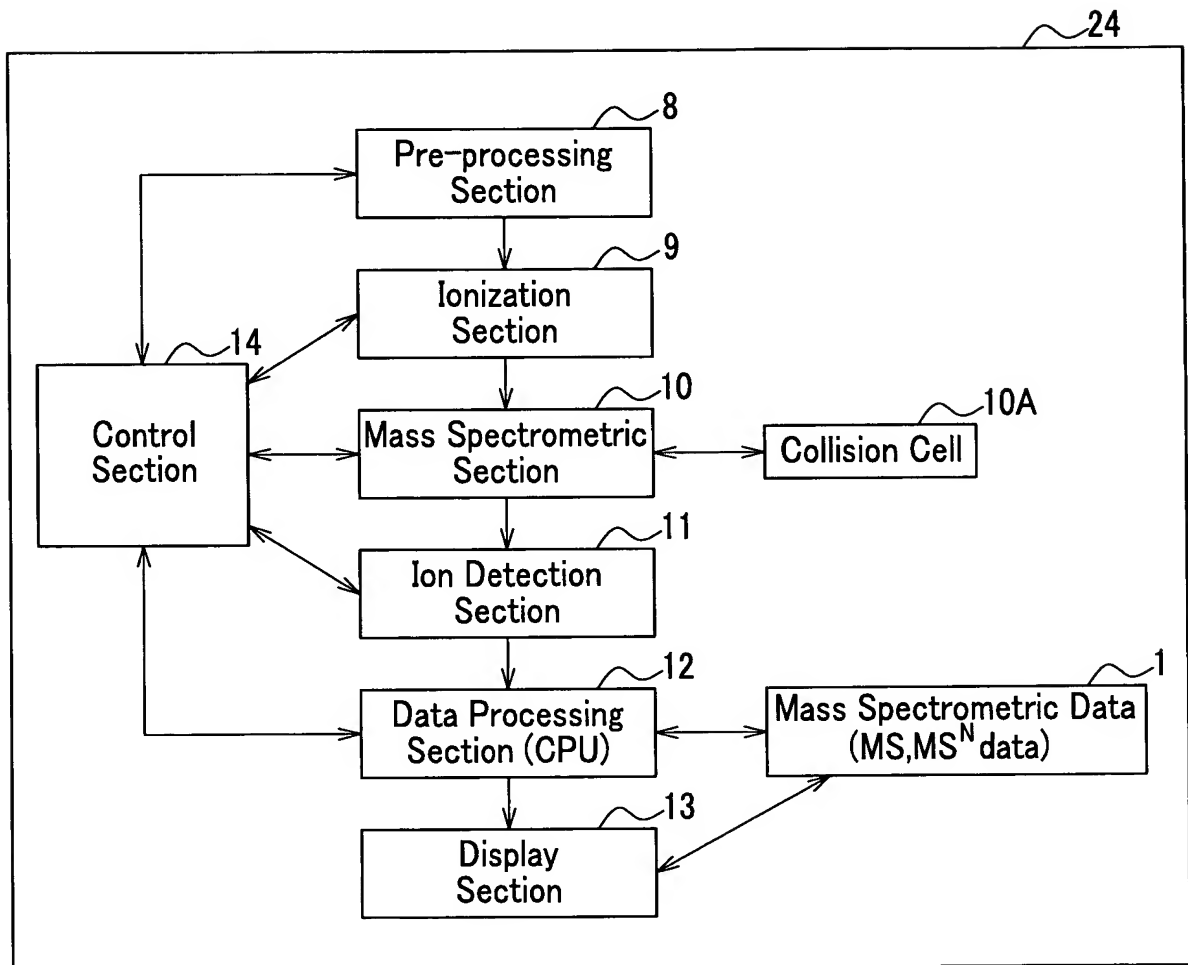 24
8
Pre-processing
Section
9
Ionization
Section
14
Control
Section
10
Mass Spectrometric
Section
10A
Collision Cell
11
Ion Detection
Section
12
Data Processing
Section (CPU)
1
Mass Spectrometric Data
(MS,MS^N data)
13
Display
Section